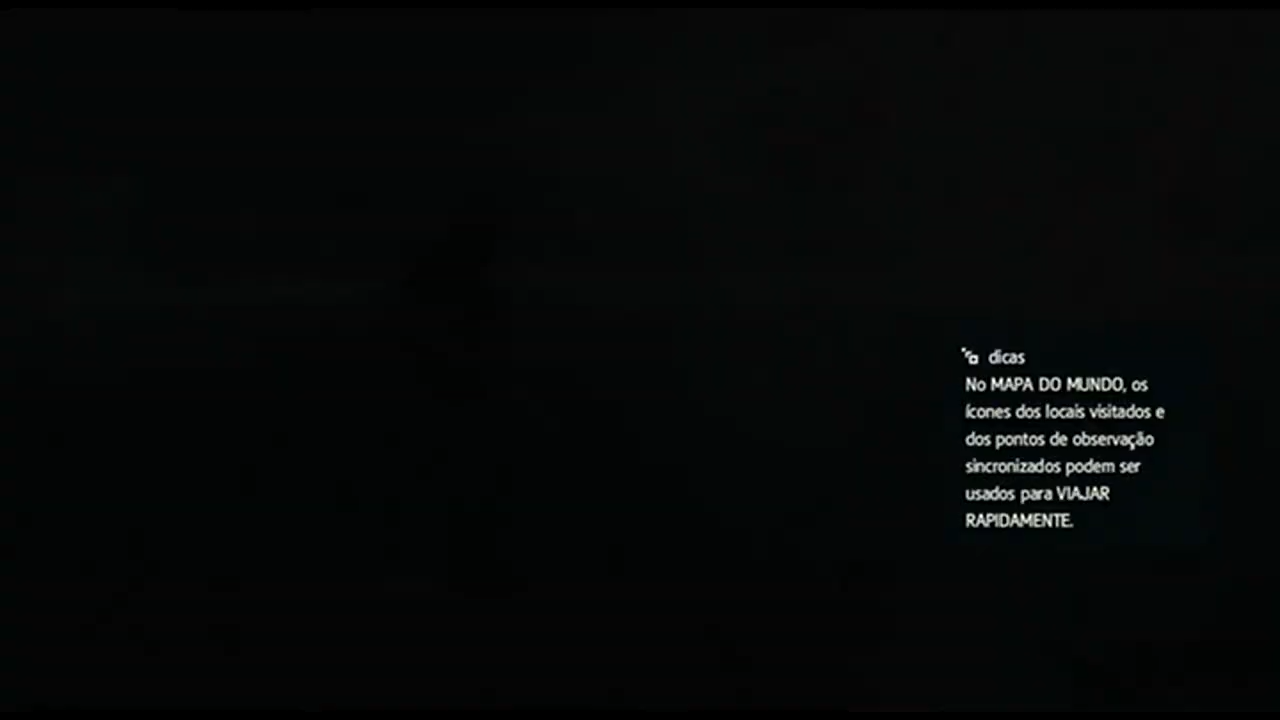 dicas
No MAPA DO MUNDO, os
ícones dos locais visitados e
dos pontos de observação
sincronizados podem ser
usados para VIAJAR
RAPIDAMENTE.